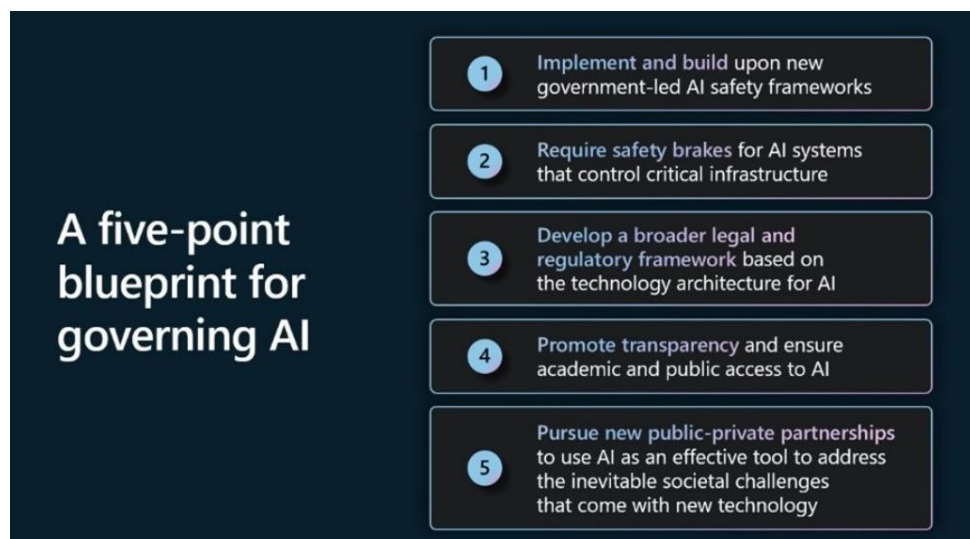 A five-point
blueprint for
governing AI
1
Implement and build upon new
government-led AI safety frameworks
2
Require safety brakes for AI systems
that control critical infrastructure
3
Develop a broader legal and
regulatory framework based on
the technology architecture for AI
4
Promote transparency and ensure
academic and public access to AI
5
Pursue new public-private partnerships
to use AI as an effective tool to address
the inevitable societal challenges
that come with new technology